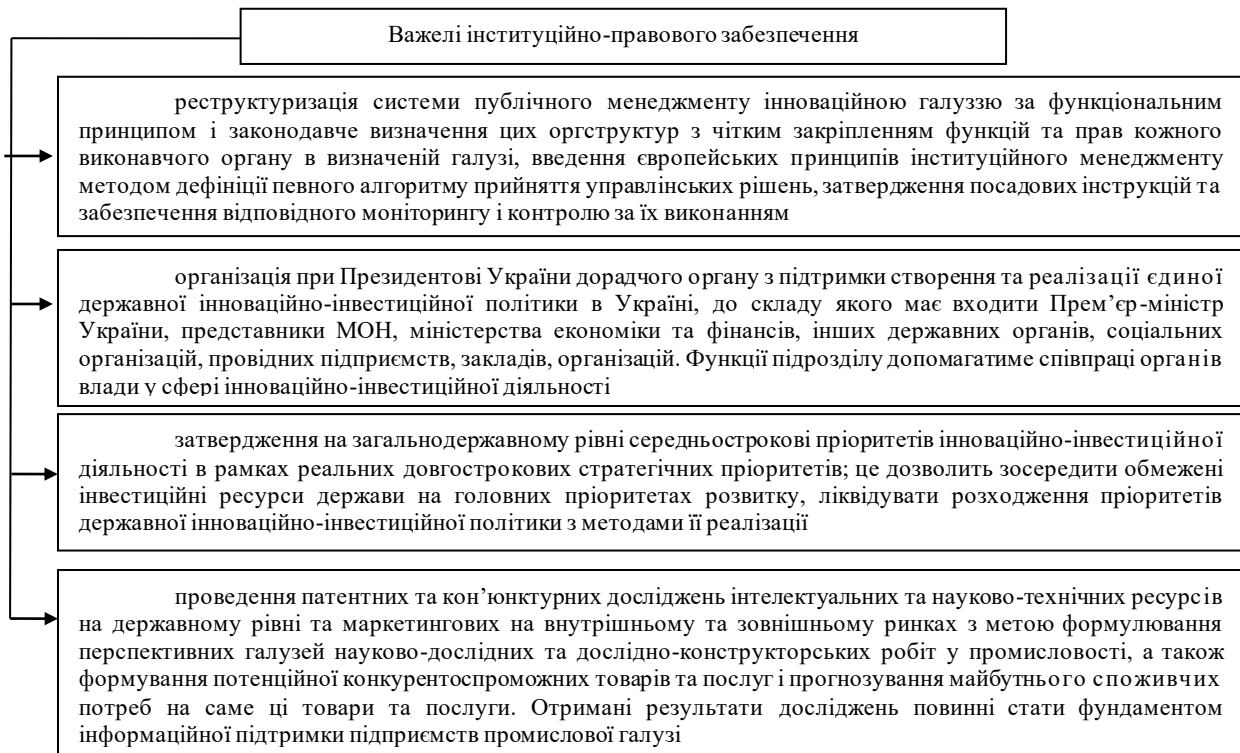 Важелі інституційно-правового забезпечення
реструктуризація системи публічного менеджменту інноваційною галуззю за функціональним
принципом і законодавче визначення цих оргструктур з чітким закріпленням функцій та прав кожного
виконавчого органу в визначеній галузі, введення європейських принципів інституційного менеджменту
методом дефініції певного алгоритму прийняття управлінських рішень, затвердження посадових інструкцій та
забезпечення відповідного моніторингу і контролю за їх виконанням
організація при Президентові України дорадчого органу з підтримки створення та реалізації єдиної
державної інноваційно-інвестиційної політики в Україні, до складу якого має входити Прем’єр-міністр
України, представники МОН, міністерства економіки та фінансів, інших державних органів, соціальних
організацій, провідних підприємств, закладів, організацій. Функції підрозділу допомагатиме співпраці органів
влади у сфері інноваційно-інвестиційної діяльності
затвердження на загальнодержавному рівні середньострокові пріоритетів інноваційно-інвестиційної
діяльності в рамках реальних довгострокових стратегічних пріоритетів; це дозволить зосередити обмежені
інвестиційні ресурси держави на головних пріоритетах розвитку, ліквідувати розходження пріоритетів
державної інноваційно-інвестиційної політики з методами її реалізації
проведення патентних та кон’юнктурних досліджень інтелектуальних та науково-технічних ресурсів
на державному рівні та маркетингових на внутрішньому та зовнішньому ринках з метою формулювання
перспективних галузей науково-дослідних та дослідно-конструкторських робіт у промисловості, а також
формування потенційної конкурентоспроможних товарів та послуг і прогнозування майбутнього споживчих
потреб на саме ці товари та послуги. Отримані результати досліджень повинні стати фундаментом
інформаційної підтримки підприємств промислової галузі